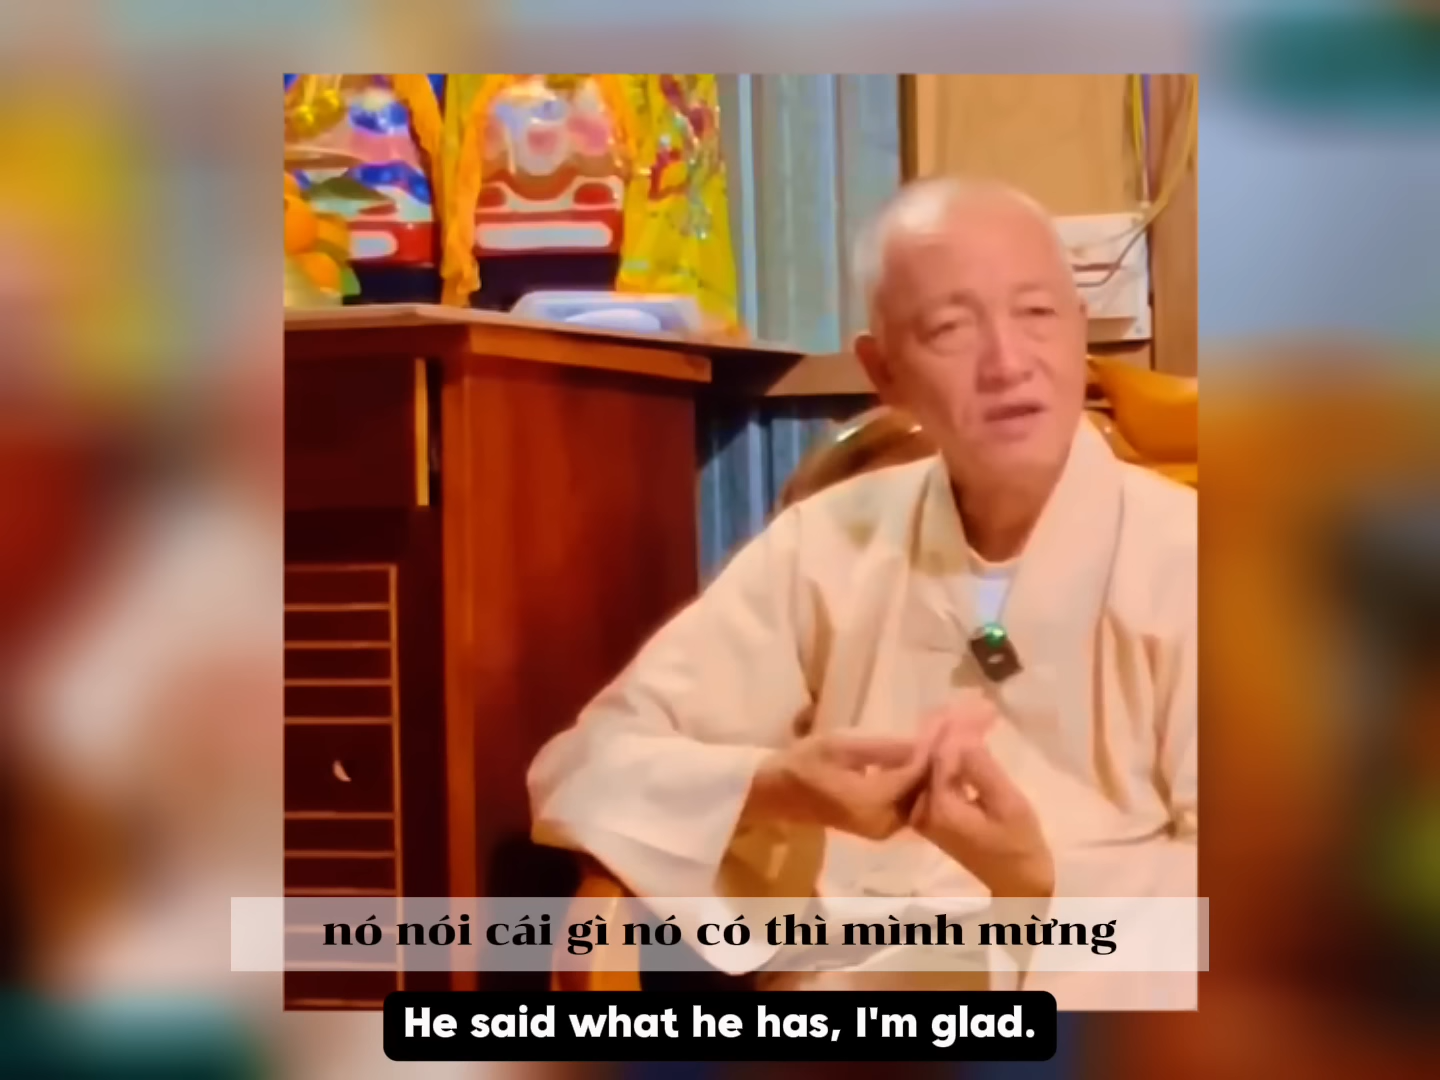 nó nói cái gì nó có thì mình mừng
He said what he has, I'm glad.